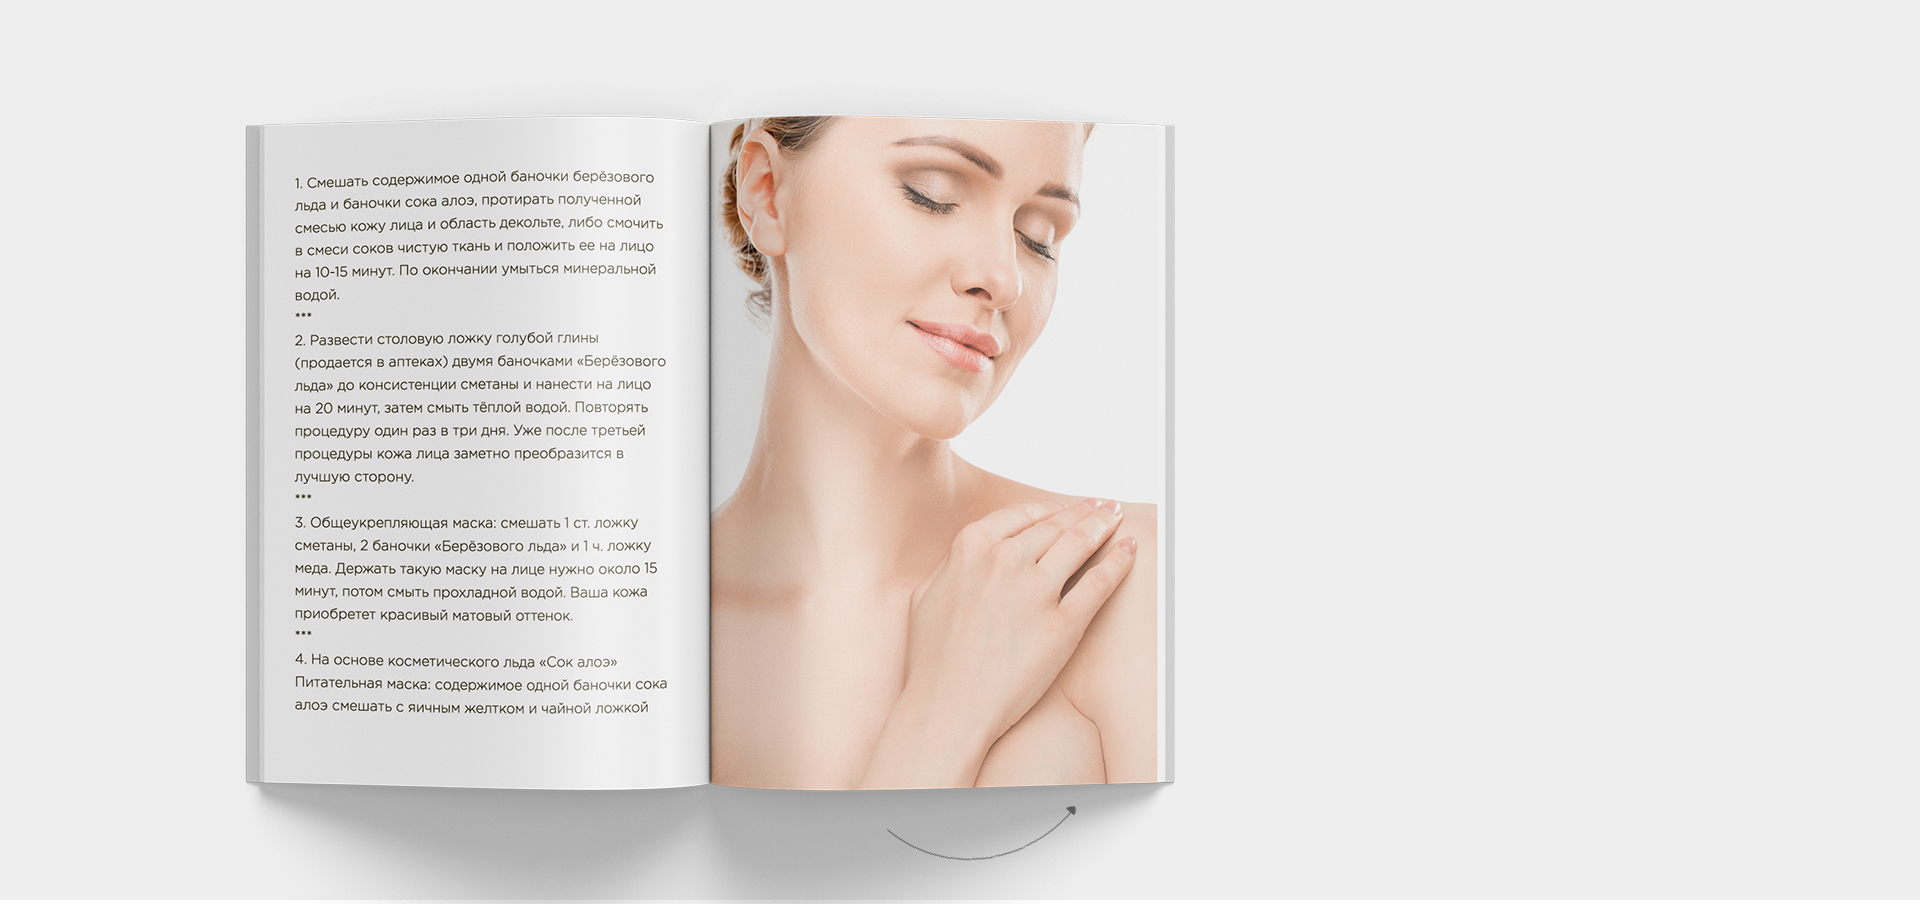 1. Смешать содержимое одной баночки берёзового
льда и баночки сока алоэ, протирать полученной
смесью кожу лица и область декольте, либо смочить
в смеси соков чистую ткань и положить ее на лицо
на 10-15 минут. По окончании умыться минеральной
водой.
***
2. Развести столовую ложку голубой глины
(продается в аптеках) двумя баночками «Берёзового
льда» до консистенции сметаны и нанести на лицо
на 20 минут, затем смыть тёплой водой. Повторять
процедуру один раз в три дня. Уже после третьей
процедуры кожа лица заметно преобразится в
лучшую сторону.
***
3. Общеукрепляющая маска: смешать 1 ст. ложку
сметаны, 2 баночки «Берёзового льда» и 1 ч. ложку
меда. Держать такую маску на лице нужно около 15
минут, потом смыть прохладной водой. Ваша кожа
приобретет красивый матовый оттенок.
***
4. На основе косметического льда «Сок алоэ»
Питательная маска: содержимое одной баночки сока
алоэ смешать с яичным желтком и чайной ложкой